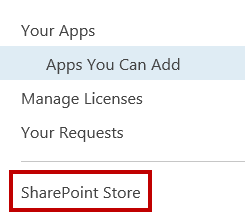 Your Apps
Apps You Can Add
Manage Licenses
Your Requests
SharePoint Store